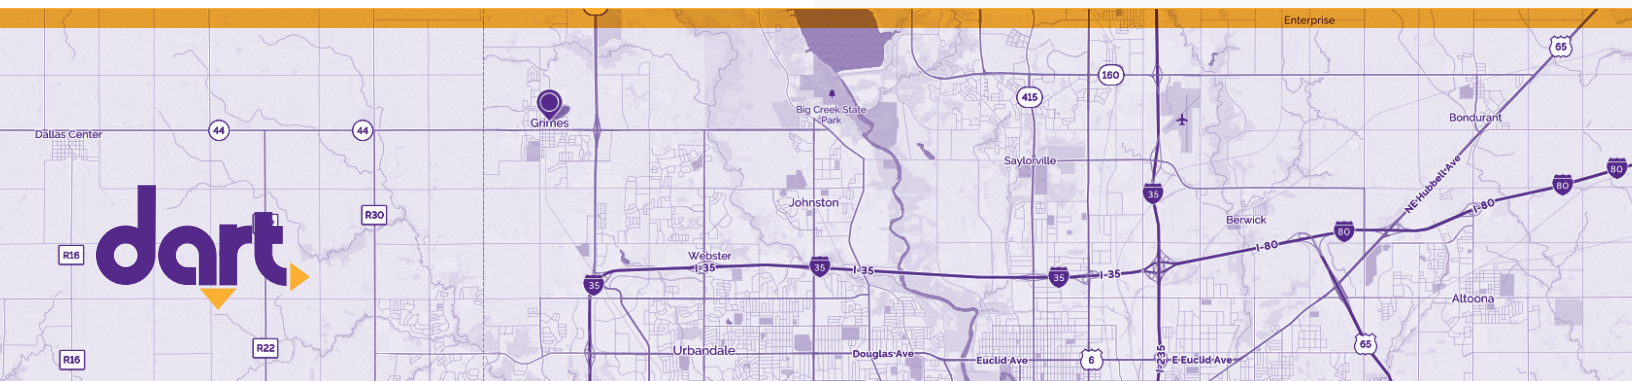 Enterprise
65
160
415
Big Creek State
Park
Grimes
Bondurant
44
44
Dallas Center
Saylorville
80
80
35
NE Hubbell Ave
Johnston
I-80
R30
Berwick
80
dart
I-80
R16
Webster
I-35
35
I-35
35
I-35
35
Altoona
65
R22
Urbandale
Douglas Ave
R16
Euclid Ave
6
I-235
E Euclid Ave